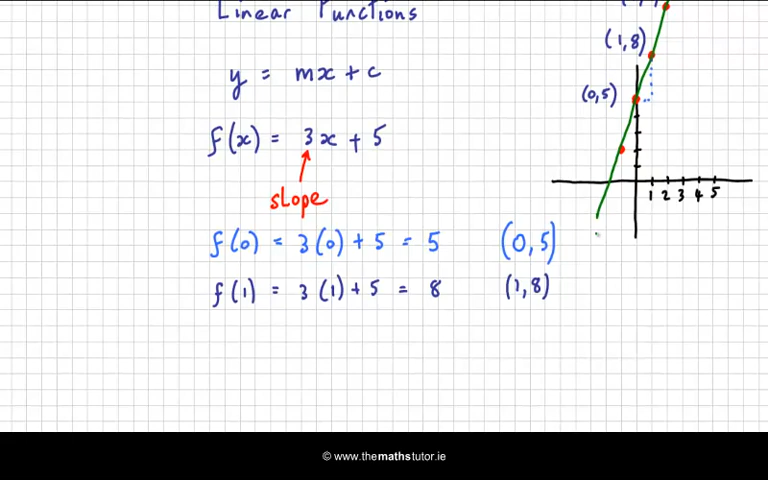 Linear Functions
y = mx + c
f(x) = 3x + 5
slope
f(0) = 3(0) + 5 = 5 (0,5)
f(1) = 3(1) + 5 = 8 (1,8)
(1,8)
(0,5)
1 2 3 4 5
© www.themathstutor.ie